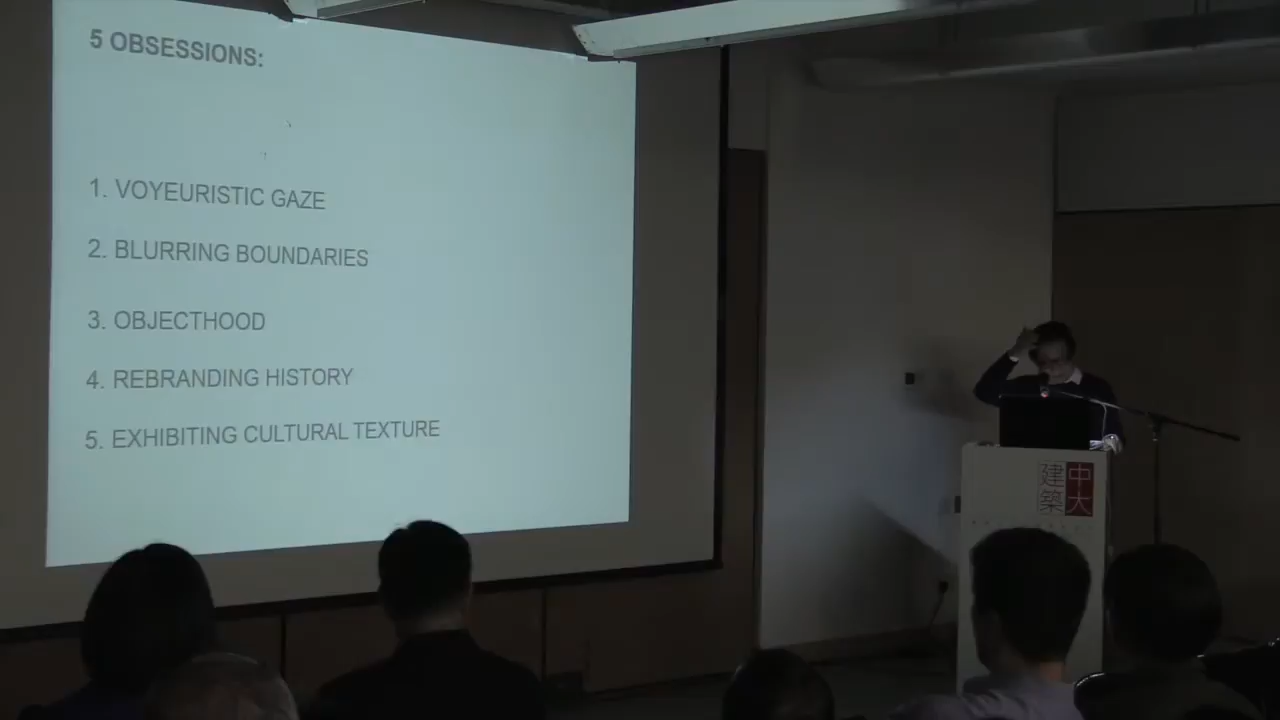 5 OBSESSIONS:
1. VOYEURISTIC GAZE
2. BLURRING BOUNDARIES
3. OBJECTHOOD
4. REBRANDING HISTORY
5. EXHIBITING CULTURAL TEXTURE
中大
建築